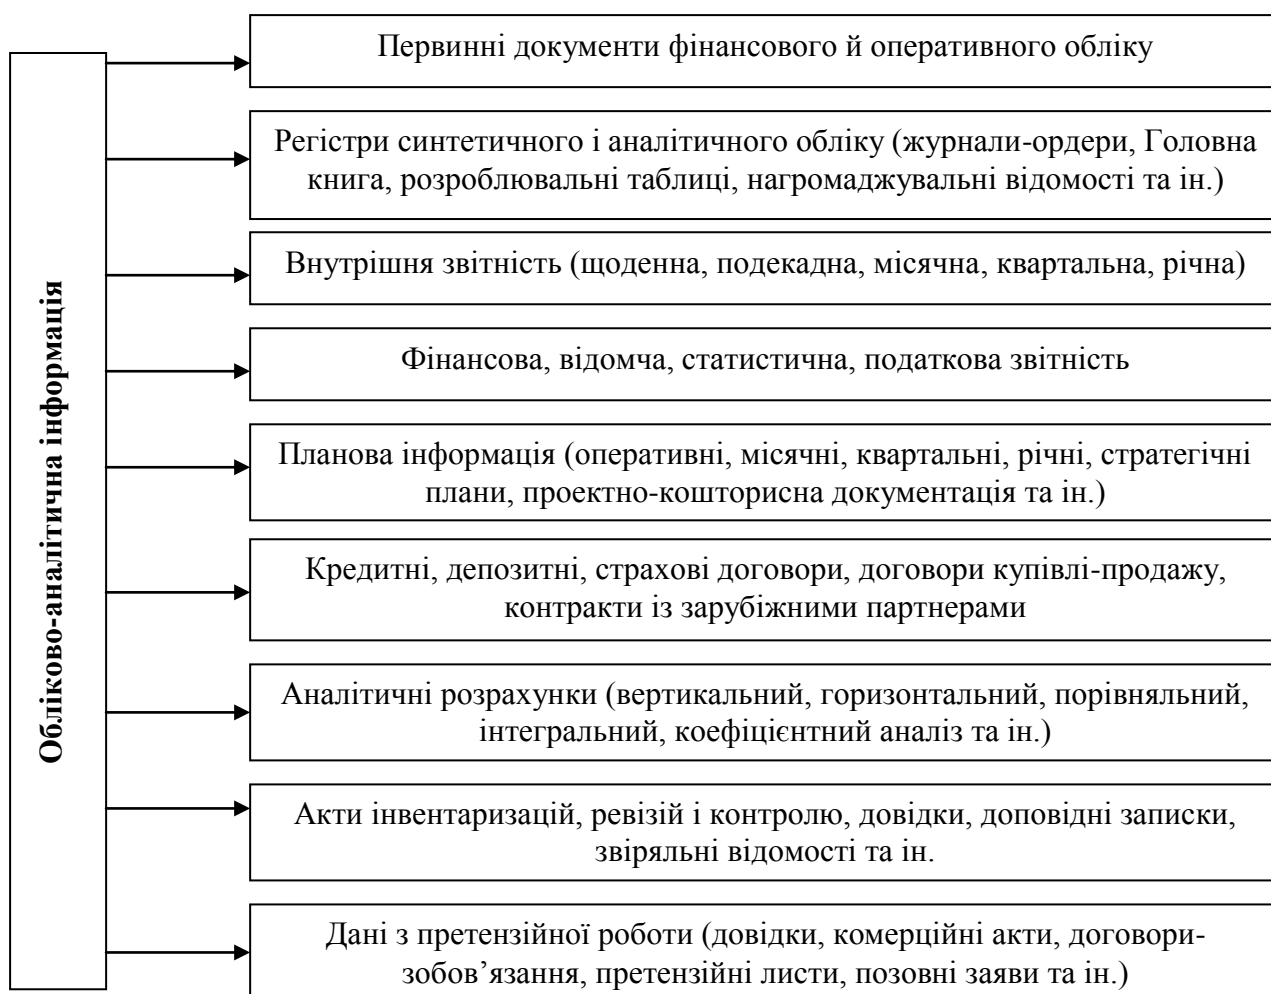 Обліково-аналітична інформація
Первинні документи фінансового й оперативного обліку
Регістри синтетичного і аналітичного обліку (журнали-ордери, Головна
книга, розроблювальні таблиці, нагромаджувальні відомості та ін.)
Внутрішня звітність (щоденна, подекадна, місячна, квартальна, річна)
Фінансова, відомча, статистична, податкова звітність
Планова інформація (оперативні, місячні, квартальні, річні, стратегічні
плани, проектно-кошторисна документація та ін.)
Кредитні, депозитні, страхові договори, договори купівлі-продажу,
контракти із зарубіжними партнерами
Аналітичні розрахунки (вертикальний, горизонтальний, порівняльний,
інтегральний, коефіцієнтний аналіз та ін.)
Акти інвентаризацій, ревізій і контролю, довідки, доповідні записки,
звіряльні відомості та ін.
Дані з претензійної роботи (довідки, комерційні акти, договори-
зобов’язання, претензійні листи, позовні заяви та ін.)